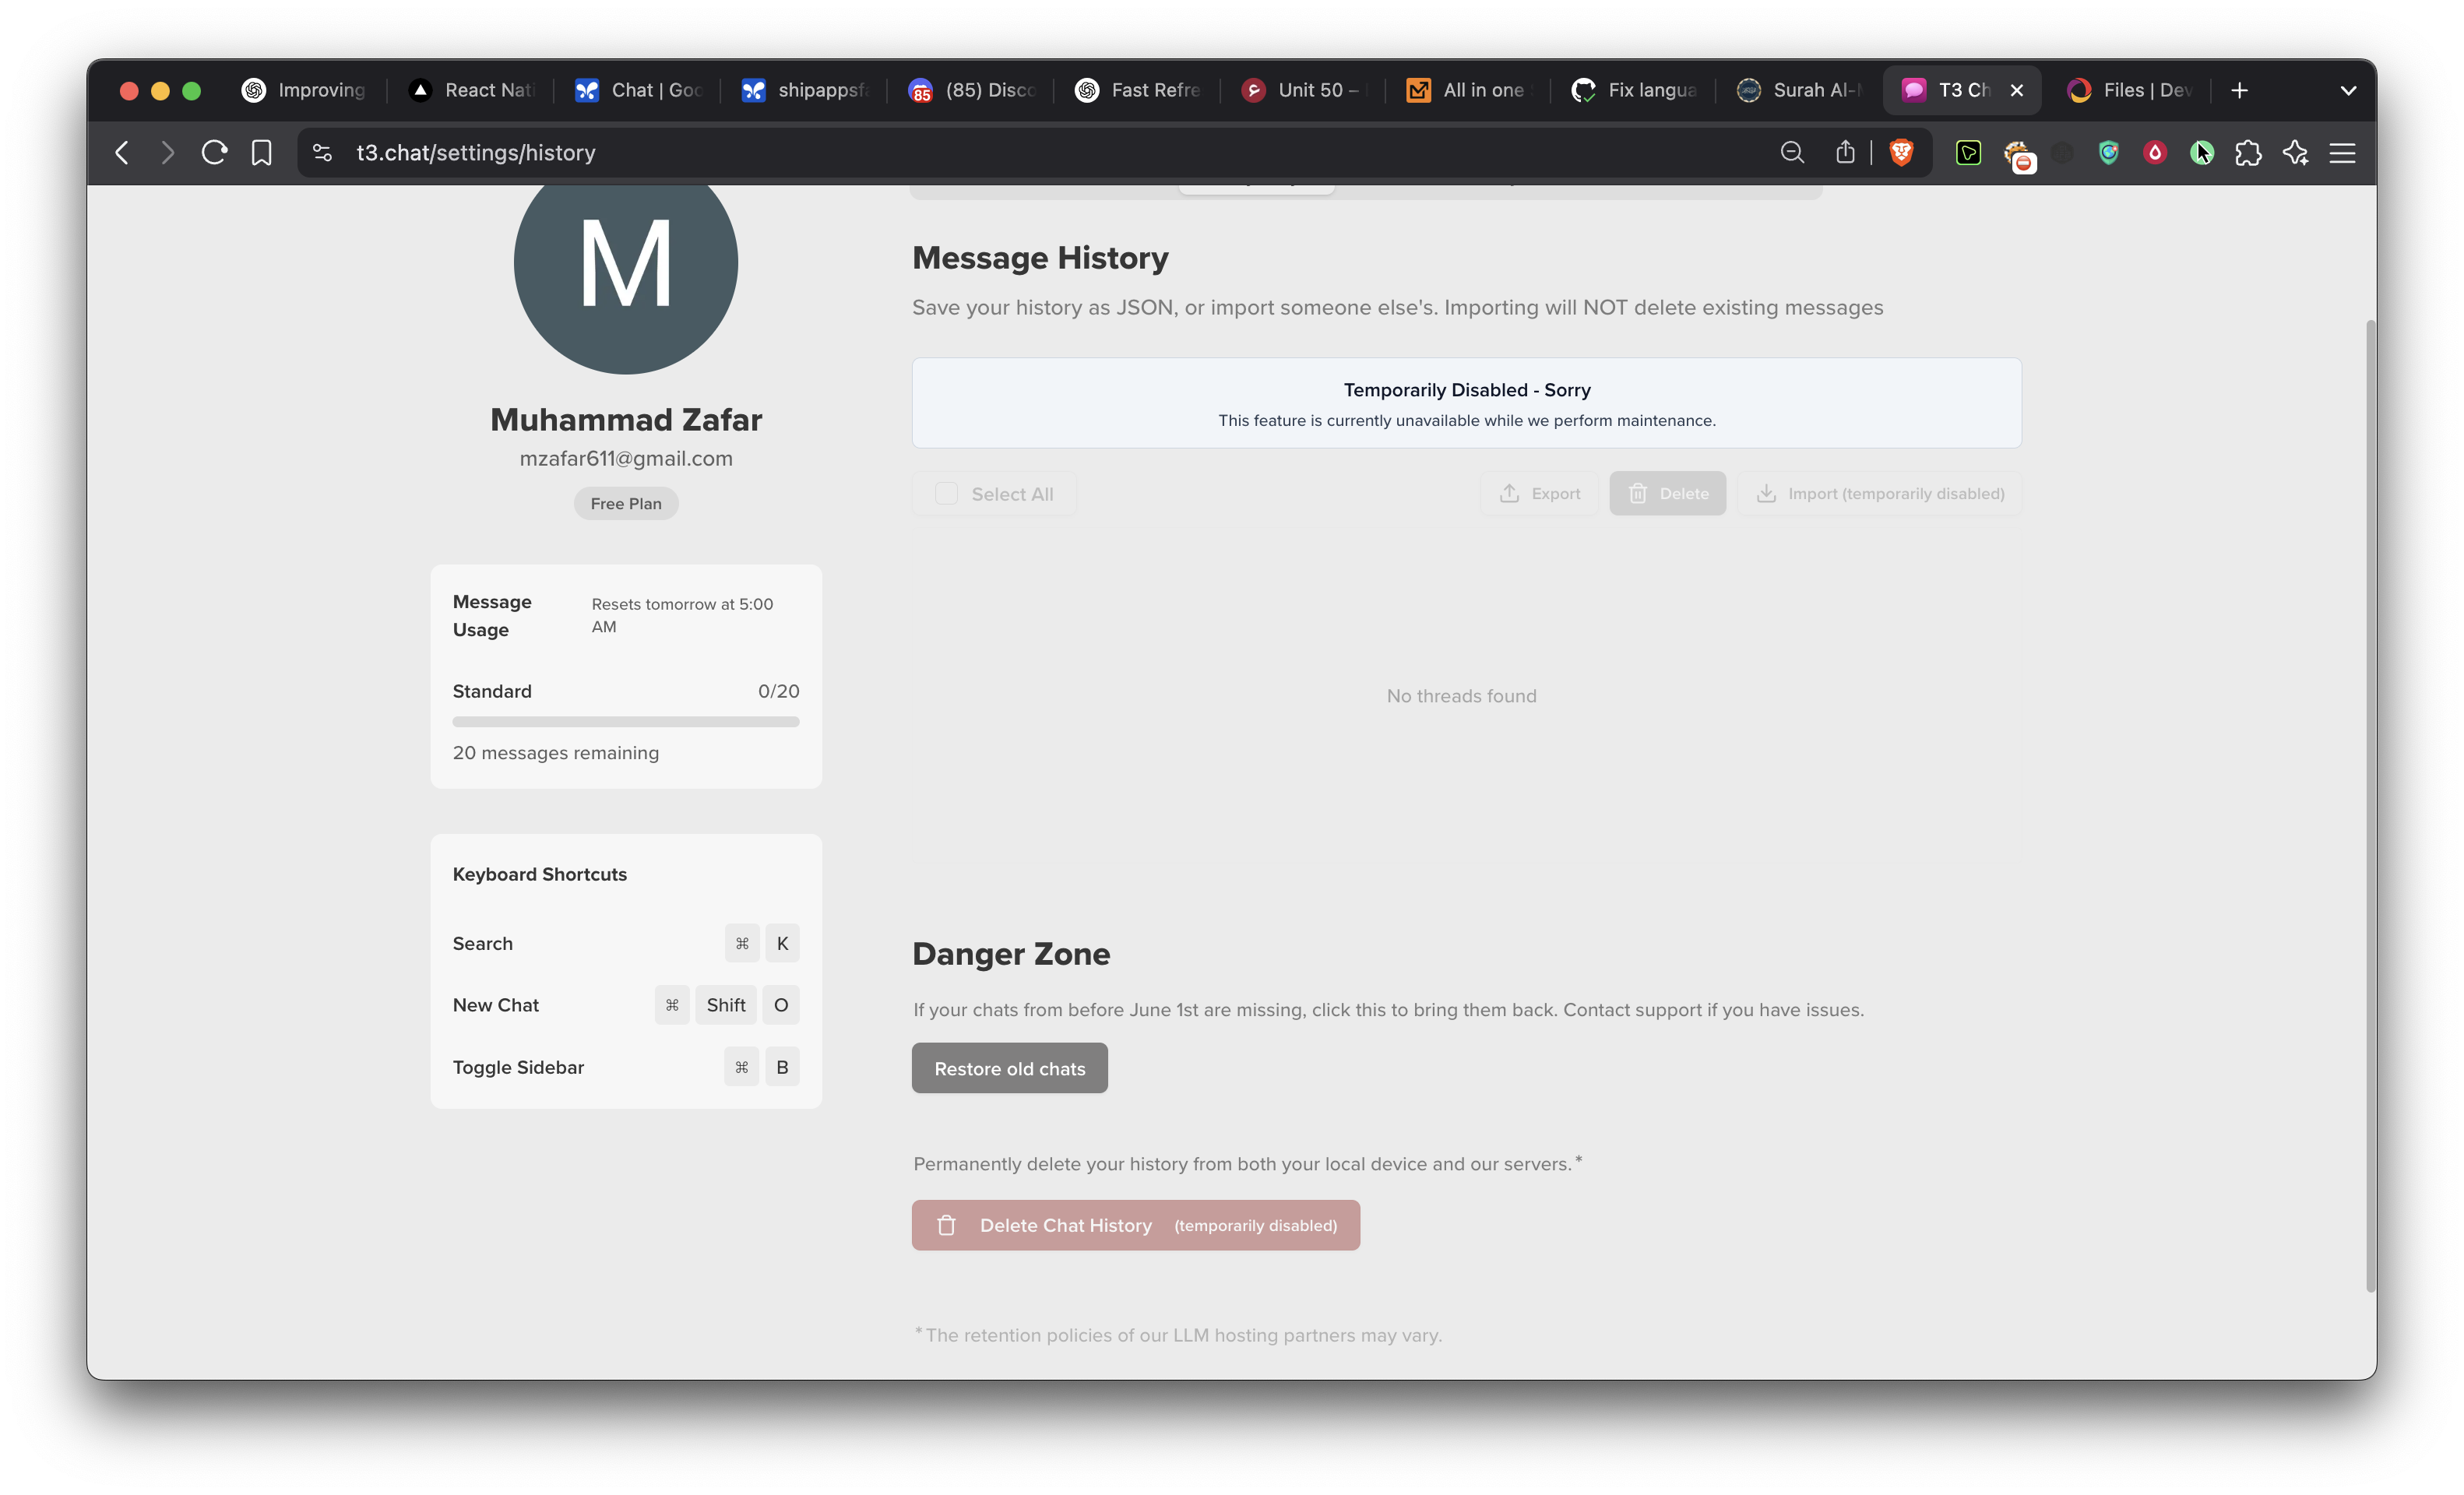 Improving
React Nati
Chat | Goo
shipappsfa
85
(85) Disco
Fast Refre
Unit 50 –
All in one
Fix langua
Surah Al-
T3 Ch
Files | Dev
t3.chat/settings/history
M
Muhammad Zafar
mzafar611@gmail.com
Free Plan
Message Usage
Resets tomorrow at 5:00 AM
Standard
0/20
20 messages remaining
Keyboard Shortcuts
Search
⌘ K
New Chat
⌘ Shift O
Toggle Sidebar
⌘ B
Message History
Save your history as JSON, or import someone else's. Importing will NOT delete existing messages
Temporarily Disabled - Sorry
This feature is currently unavailable while we perform maintenance.
Select All
Export
Delete
Import (temporarily disabled)
No threads found
Danger Zone
If your chats from before June 1st are missing, click this to bring them back. Contact support if you have issues.
Restore old chats
Permanently delete your history from both your local device and our servers.*
Delete Chat History (temporarily disabled)
*The retention policies of our LLM hosting partners may vary.